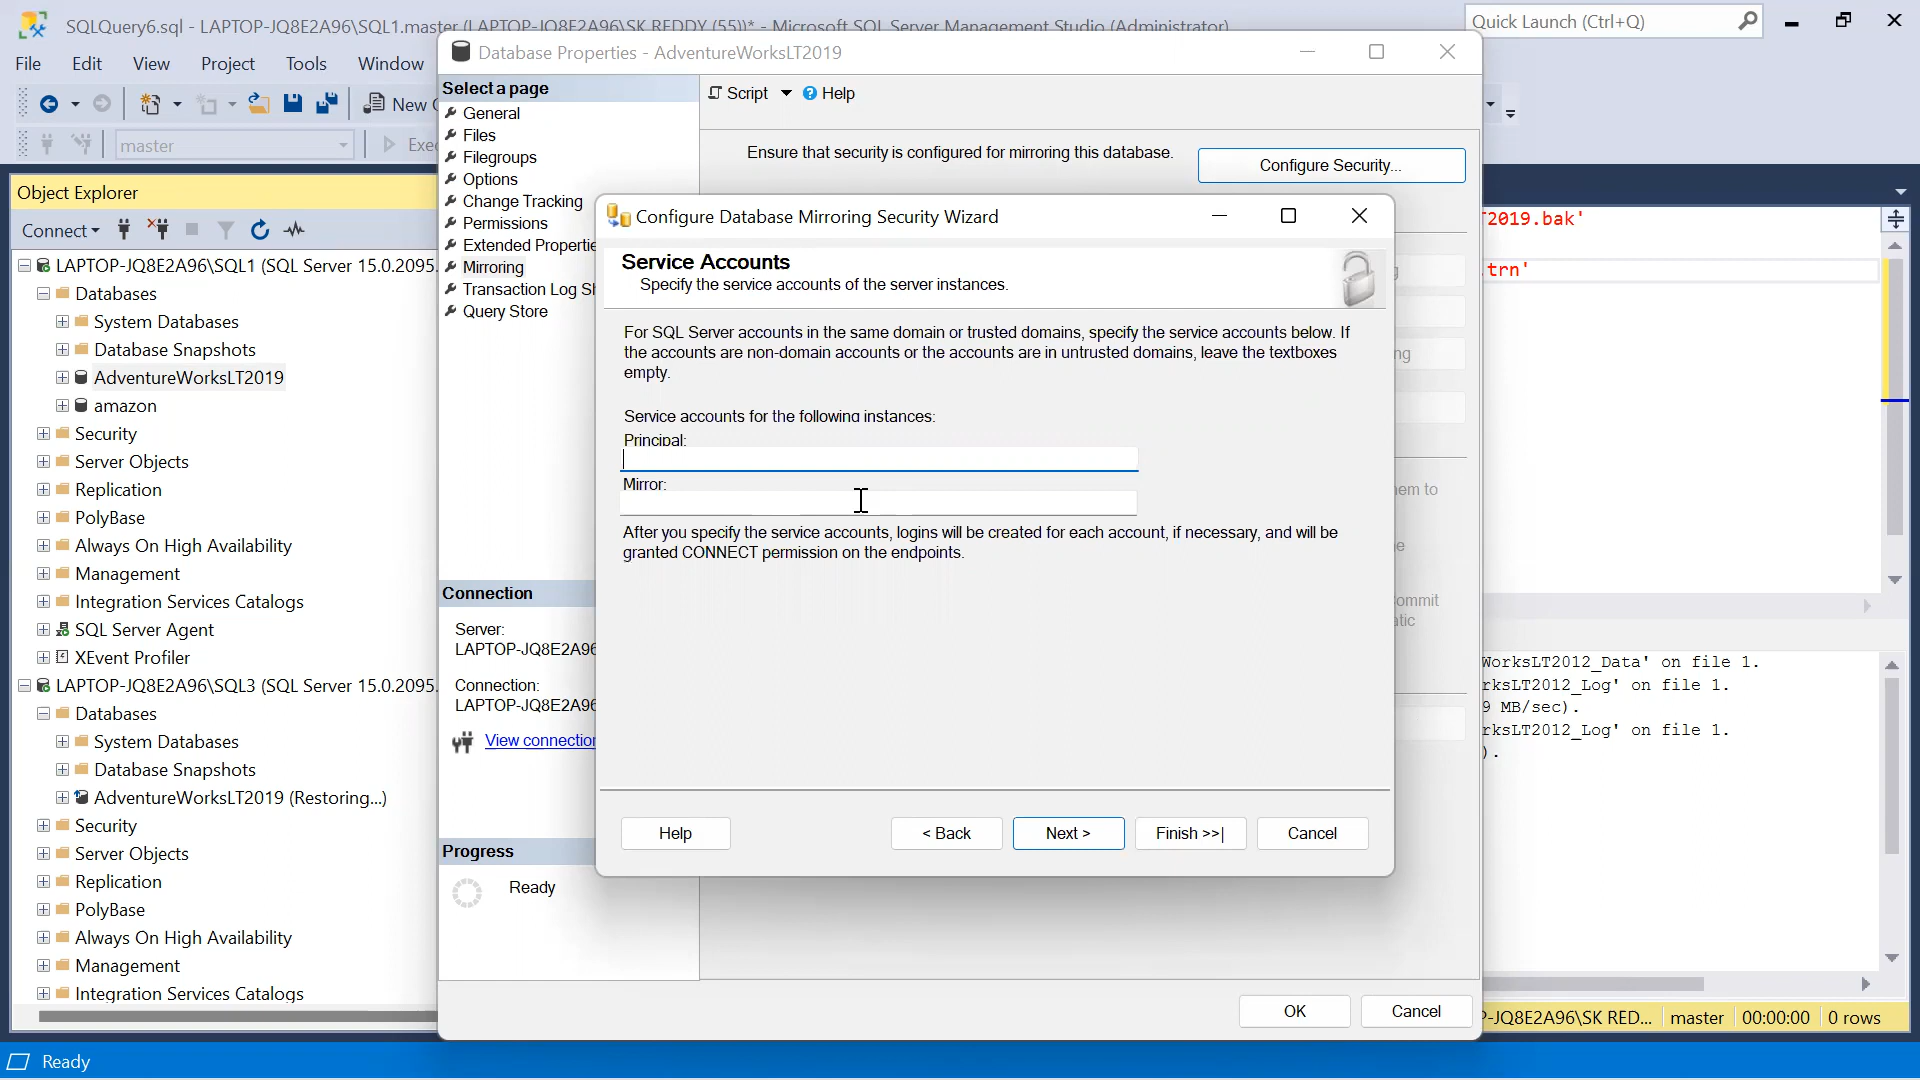 SQLQuery6.sql - LAPTOP-JQ8E2A96\SQL1.master (LAPTOP-JQ8E2A96\SK REDDY (55))* - Microsoft SQL Server Management Studio (Administrator)
Quick Launch (Ctrl+Q)
File Edit View Project Tools Window
New
master
Object Explorer
Connect
LAPTOP-JQ8E2A96\SQL1 (SQL Server 15.0.2095.
Databases
System Databases
Database Snapshots
AdventureWorksLT2019
amazon
Security
Server Objects
Replication
PolyBase
Always On High Availability
Management
Integration Services Catalogs
SQL Server Agent
XEvent Profiler
LAPTOP-JQ8E2A96\SQL3 (SQL Server 15.0.2095.
Databases
System Databases
Database Snapshots
AdventureWorksLT2019 (Restoring...)
Security
Server Objects
Replication
PolyBase
Always On High Availability
Management
Integration Services Catalogs
Ready
Database Properties - AdventureWorksLT2019
Select a page
General
Files
Filegroups
Options
Change Tracking
Permissions
Extended Propertie
Mirroring
Transaction Log Sh
Query Store
Connection
Server:
LAPTOP-JQ8E2A96
Connection:
LAPTOP-JQ8E2A96
View connection
Progress
Ready
Script Help
Ensure that security is configured for mirroring this database.
Configure Security...
OK Cancel
Configure Database Mirroring Security Wizard
Service Accounts
Specify the service accounts of the server instances.
For SQL Server accounts in the same domain or trusted domains, specify the service accounts below. If
the accounts are non-domain accounts or the accounts are in untrusted domains, leave the textboxes
empty.
Service accounts for the following instances:
Principal:
Mirror:
After you specify the service accounts, logins will be created for each account, if necessary, and will be
granted CONNECT permission on the endpoints.
Help < Back Next > Finish >>| Cancel
T2019.bak'
.trn'
em to
WorksLT2012_Data' on file 1.
rksLT2012_Log' on file 1.
9 MB/sec).
rksLT2012_Log' on file 1.
).
P-JQ8E2A96\SK RED... master 00:00:00 0 rows